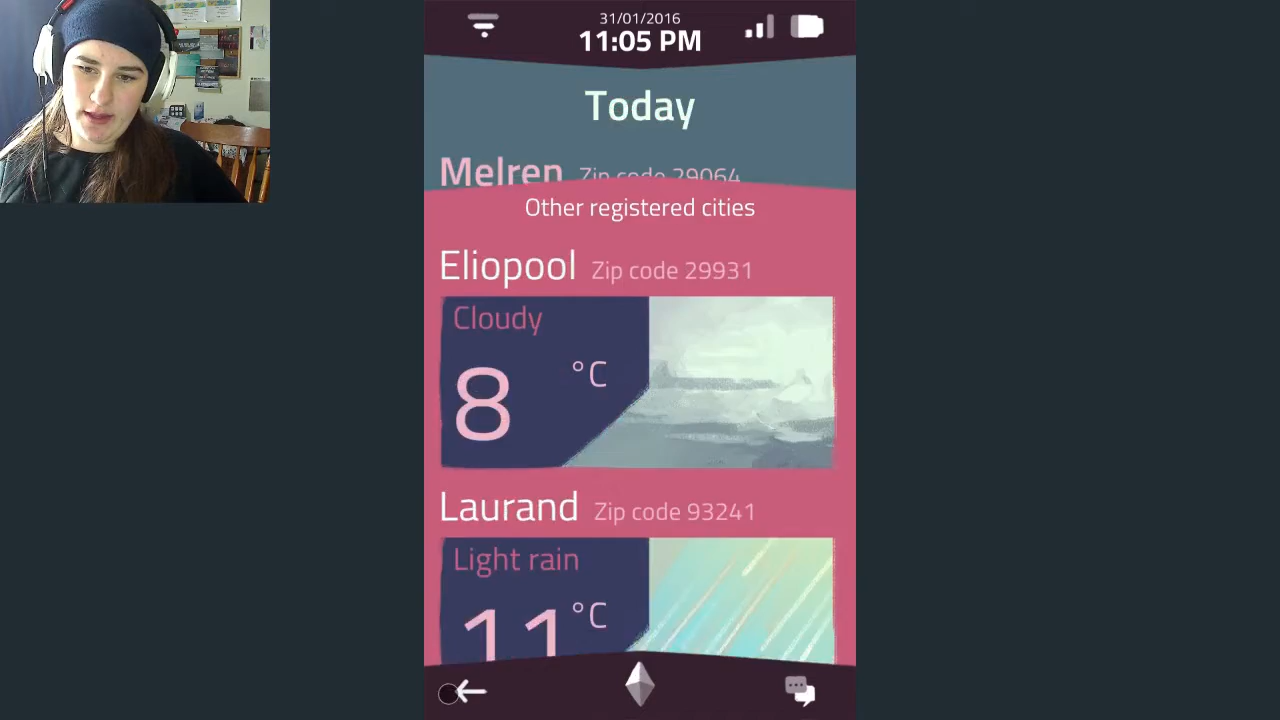 31/01/2016
11:05 PM
Today
Melren Zip code 29064
Other registered cities
Eliopool Zip code 29931
Cloudy
8 °C
Laurand Zip code 93241
Light rain
11 °C